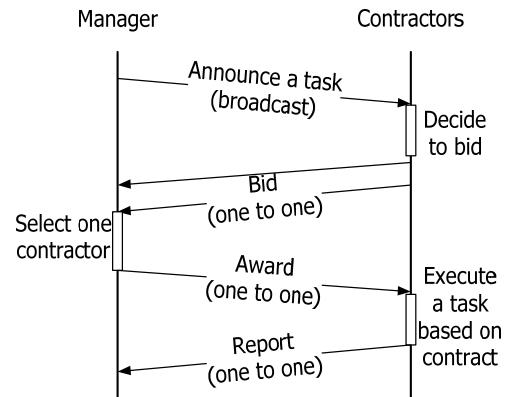 Manager
Contractors
Announce a task
(broadcast)
Decide
to bid
Bid
(one to one)
Select one
contractor
Award
(one to one)
Execute
a task
based on
contract
Report
(one to one)